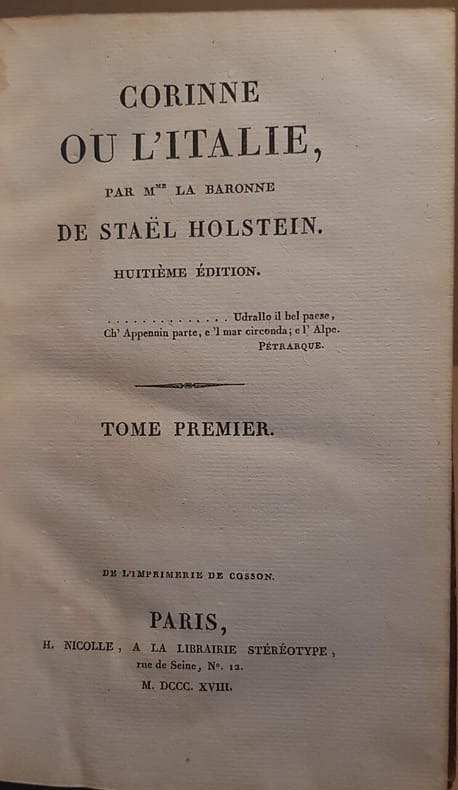 CORINNE
OU L'ITALIE,
PAR Mᴹᴱ LA BARONNE
DE STAËL HOLSTEIN.
HUITIÈME ÉDITION.
. . . . . . . . . . . . . . Udrallo il bel paese,
Ch' Appennin parte, e 'l mar circonda; e l' Alpe.
PÉTRARQUE.
TOME PREMIER.
DE L'IMPRIMERIE DE COSSON.
PARIS,
H. NICOLLE, A LA LIBRAIRIE STÉRÉOTYPE,
rue de Seine, Nº. 12.
M. DCCC. XVIII.